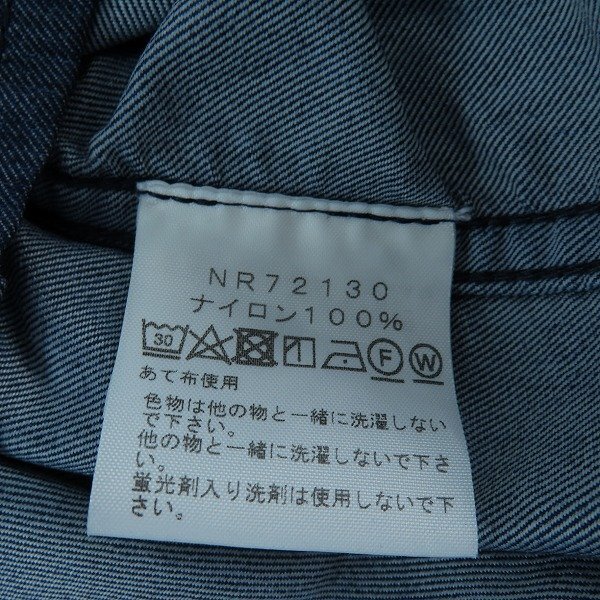 NR72130
ナイロン100%
30 F W
あて布使用
色物は他の物と一緒に洗濯しない
で下さい。
他の物と一緒に洗濯しないで下さ
い。
蛍光剤入り洗剤は使用しないで下
さい。